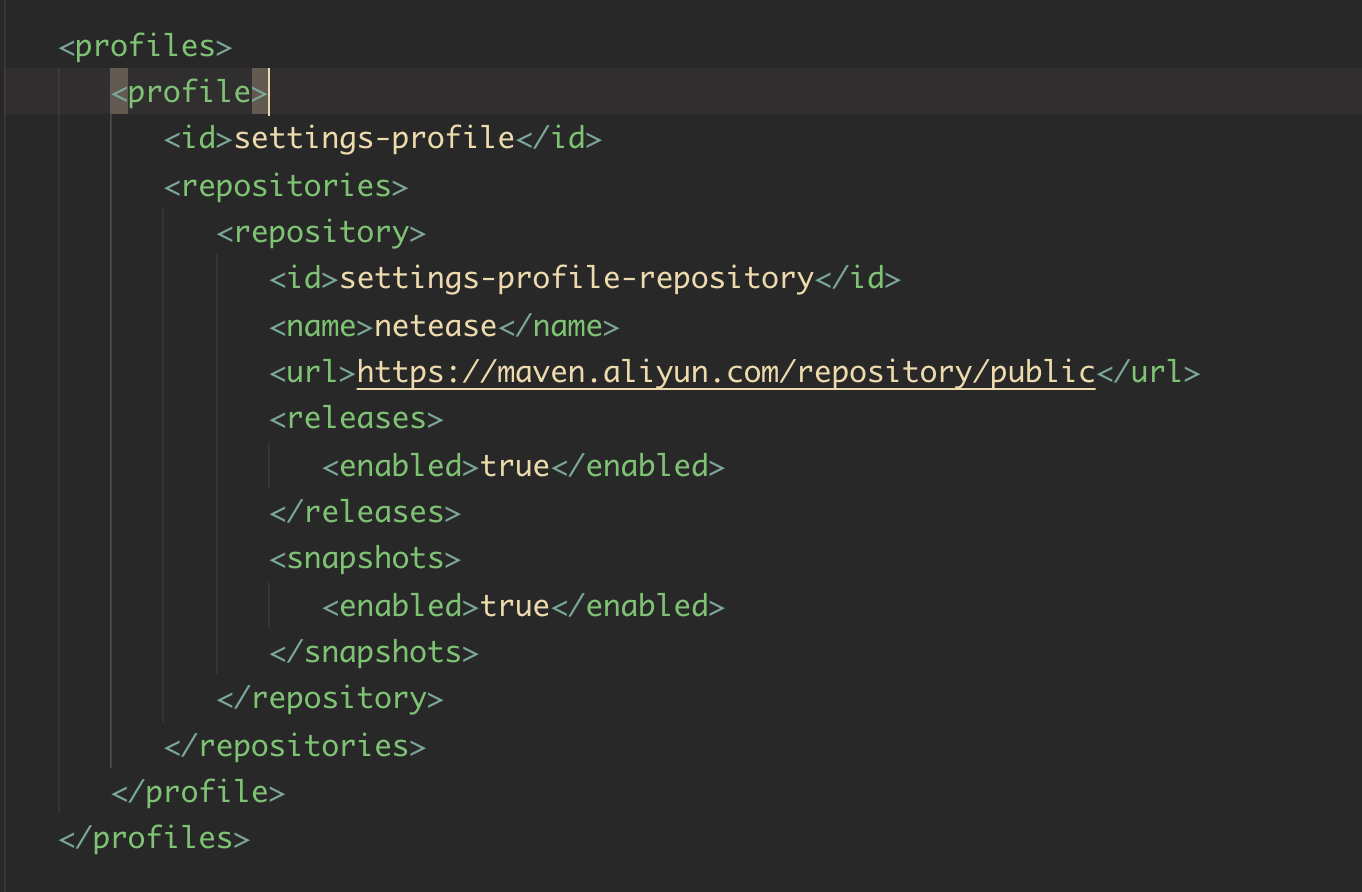 <profiles>
<profile>
<id>settings-profile</id>
<repositories>
<repository>
<id>settings-profile-repository</id>
<name>netease</name>
<url>https://maven.aliyun.com/repository/public</url>
<releases>
<enabled>true</enabled>
</releases>
<snapshots>
<enabled>true</enabled>
</snapshots>
</repository>
</repositories>
</profile>
</profiles>